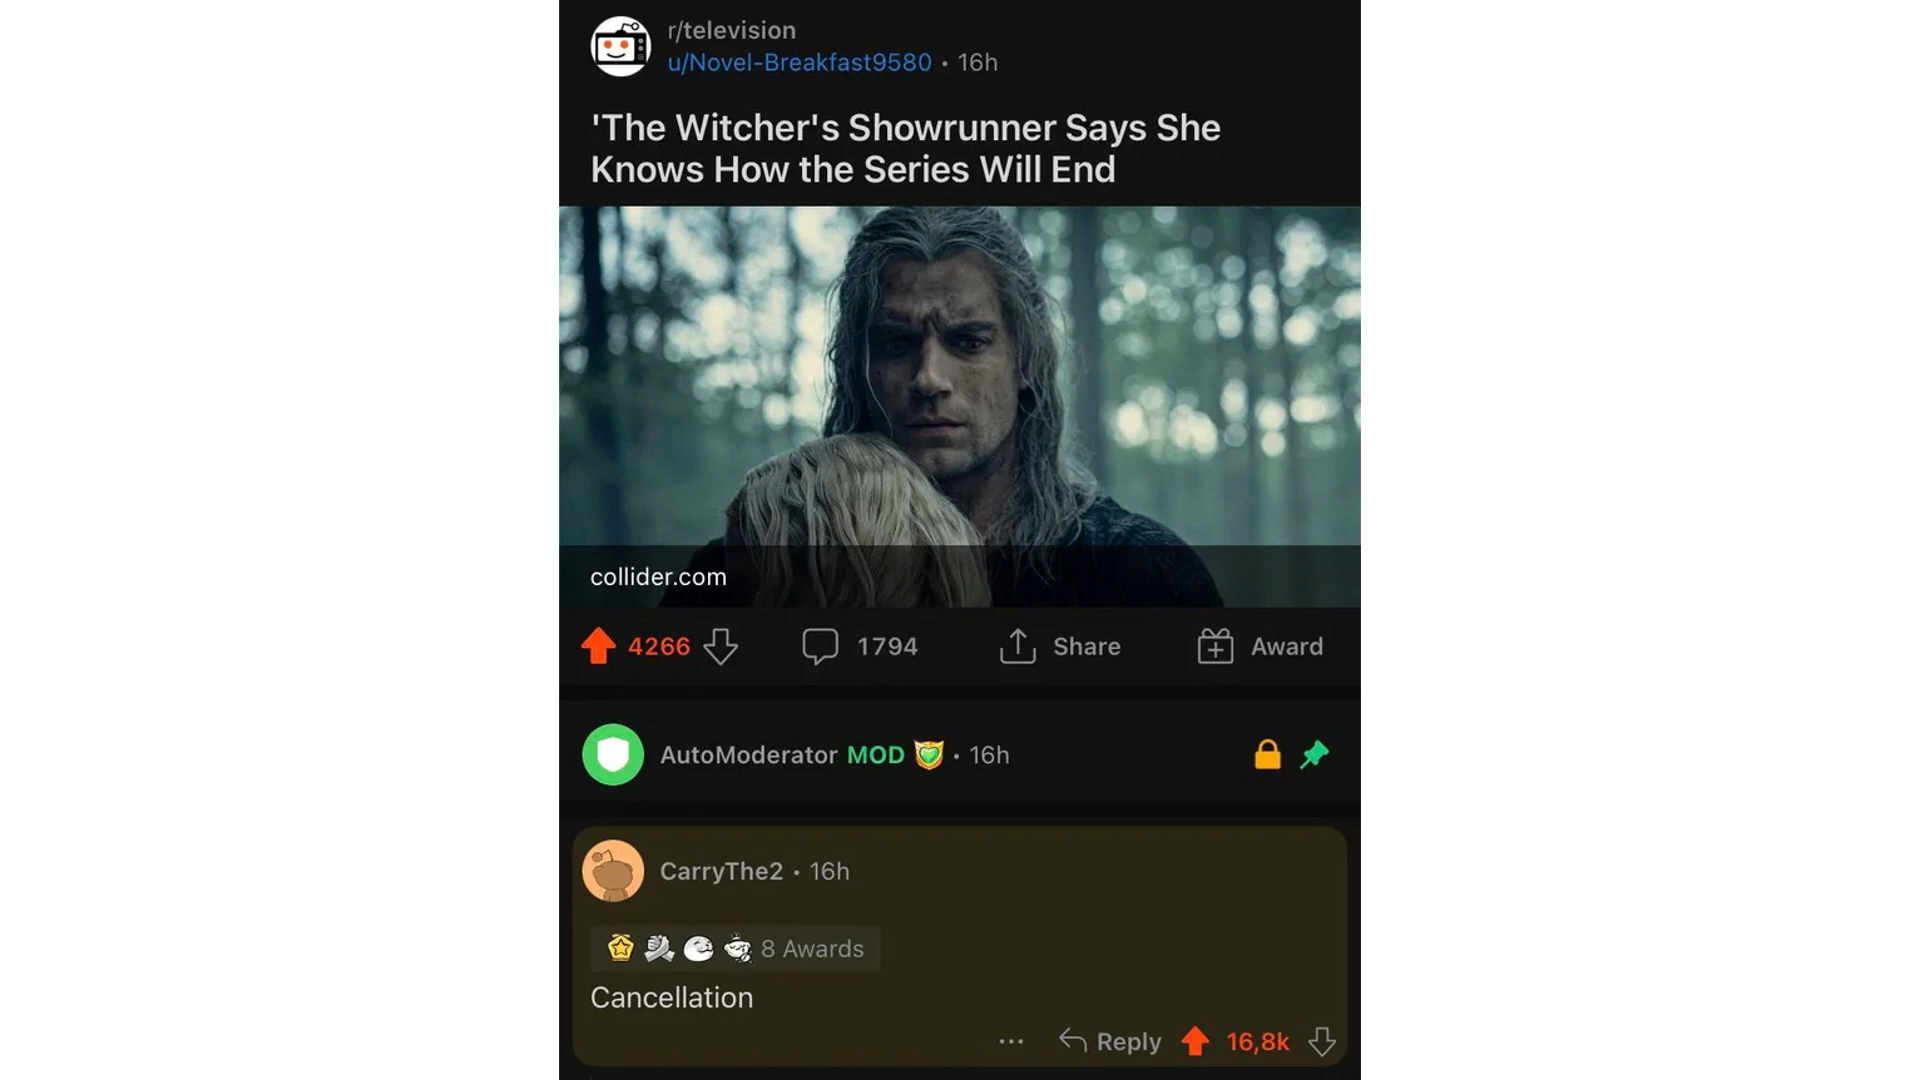 r/television
u/Novel-Breakfast9580 • 16h
'The Witcher's Showrunner Says She
Knows How the Series Will End
collider.com
4266
1794
Share
Award
AutoModerator MOD • 16h
CarryThe2 • 16h
8 Awards
Cancellation
... Reply 16,8k